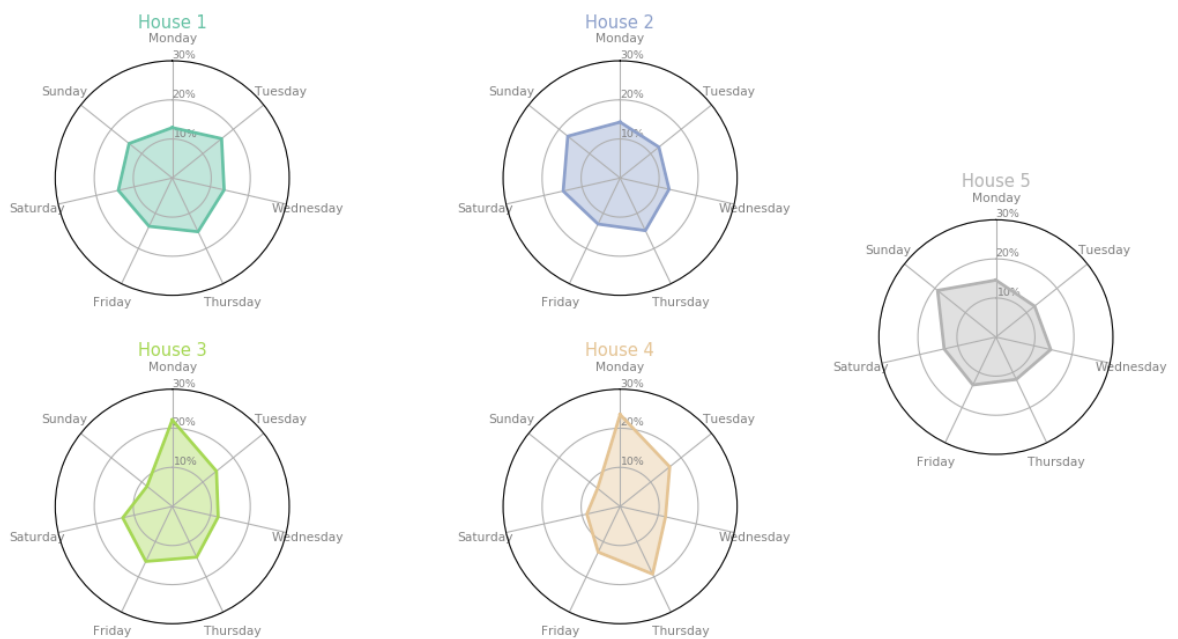 House 1
Monday
30%
20%
10%
Tuesday
Wednesday
Thursday
Friday
Saturday
Sunday
House 2
Monday
30%
20%
10%
Tuesday
Wednesday
Thursday
Friday
Saturday
Sunday
House 3
Monday
30%
20%
10%
Tuesday
Wednesday
Thursday
Friday
Saturday
Sunday
House 4
Monday
30%
20%
10%
Tuesday
Wednesday
Thursday
Friday
Saturday
Sunday
House 5
Monday
30%
20%
10%
Tuesday
Wednesday
Thursday
Friday
Saturday
Sunday